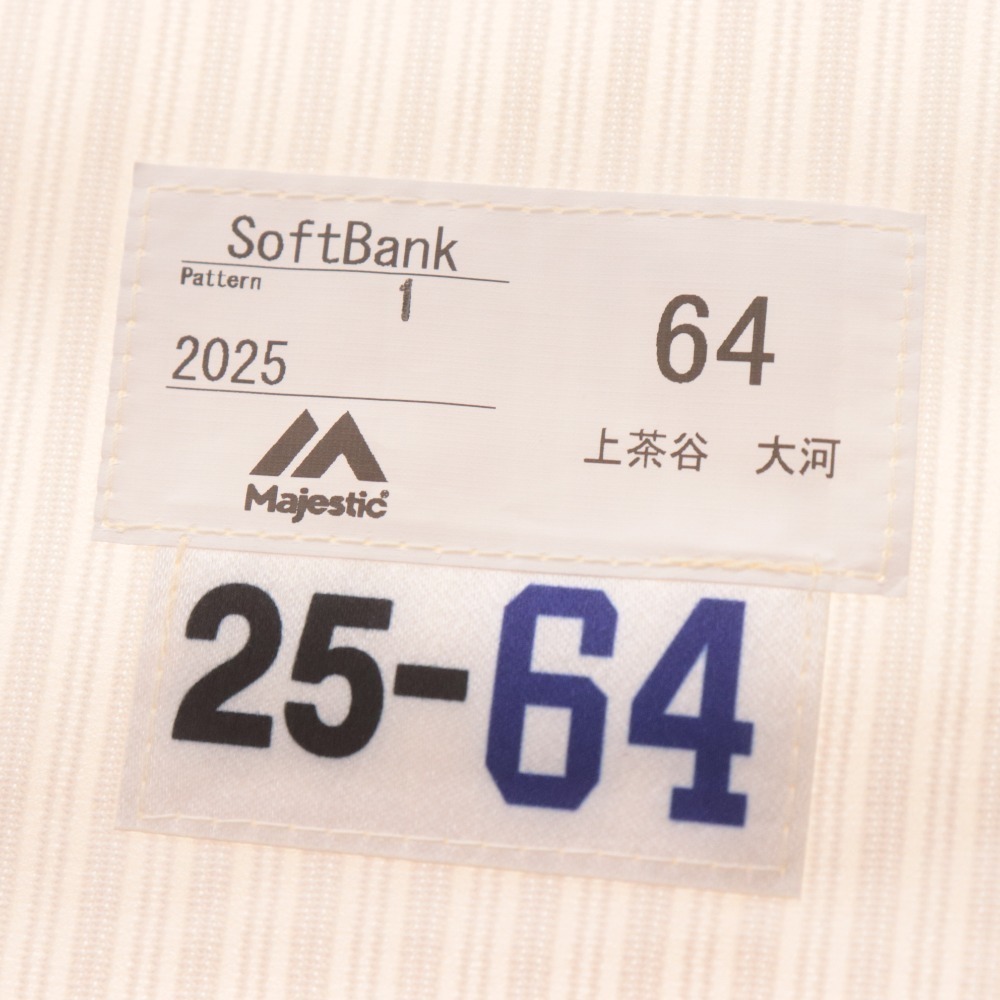 SoftBank
Pattern
1
2025
Majestic®
64
上茶谷　大河
25-64